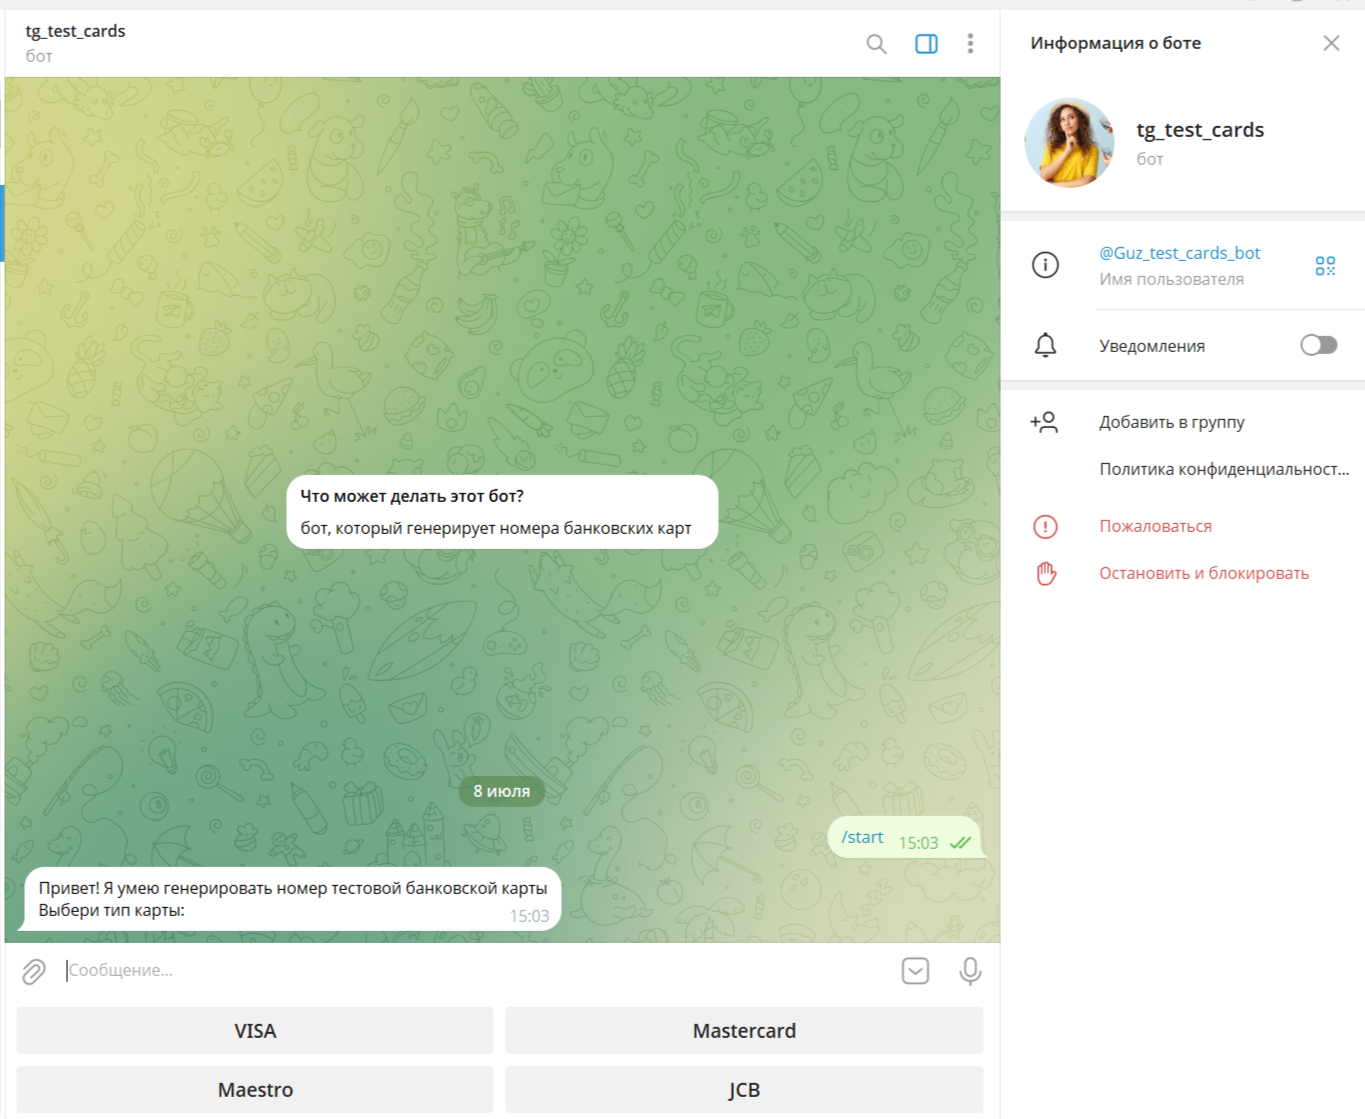 tg_test_cards
бот
Что может делать этот бот?
бот, который генерирует номера банковских карт
8 июля
/start 15:03
Привет! Я умею генерировать номер тестовой банковской карты
Выбери тип карты:
15:03
Сообщение...
VISA
Mastercard
Maestro
JCB
Информация о боте
tg_test_cards
бот
@Guz_test_cards_bot
Имя пользователя
Уведомления
Добавить в группу
Политика конфиденциальност...
Пожаловаться
Остановить и блокировать